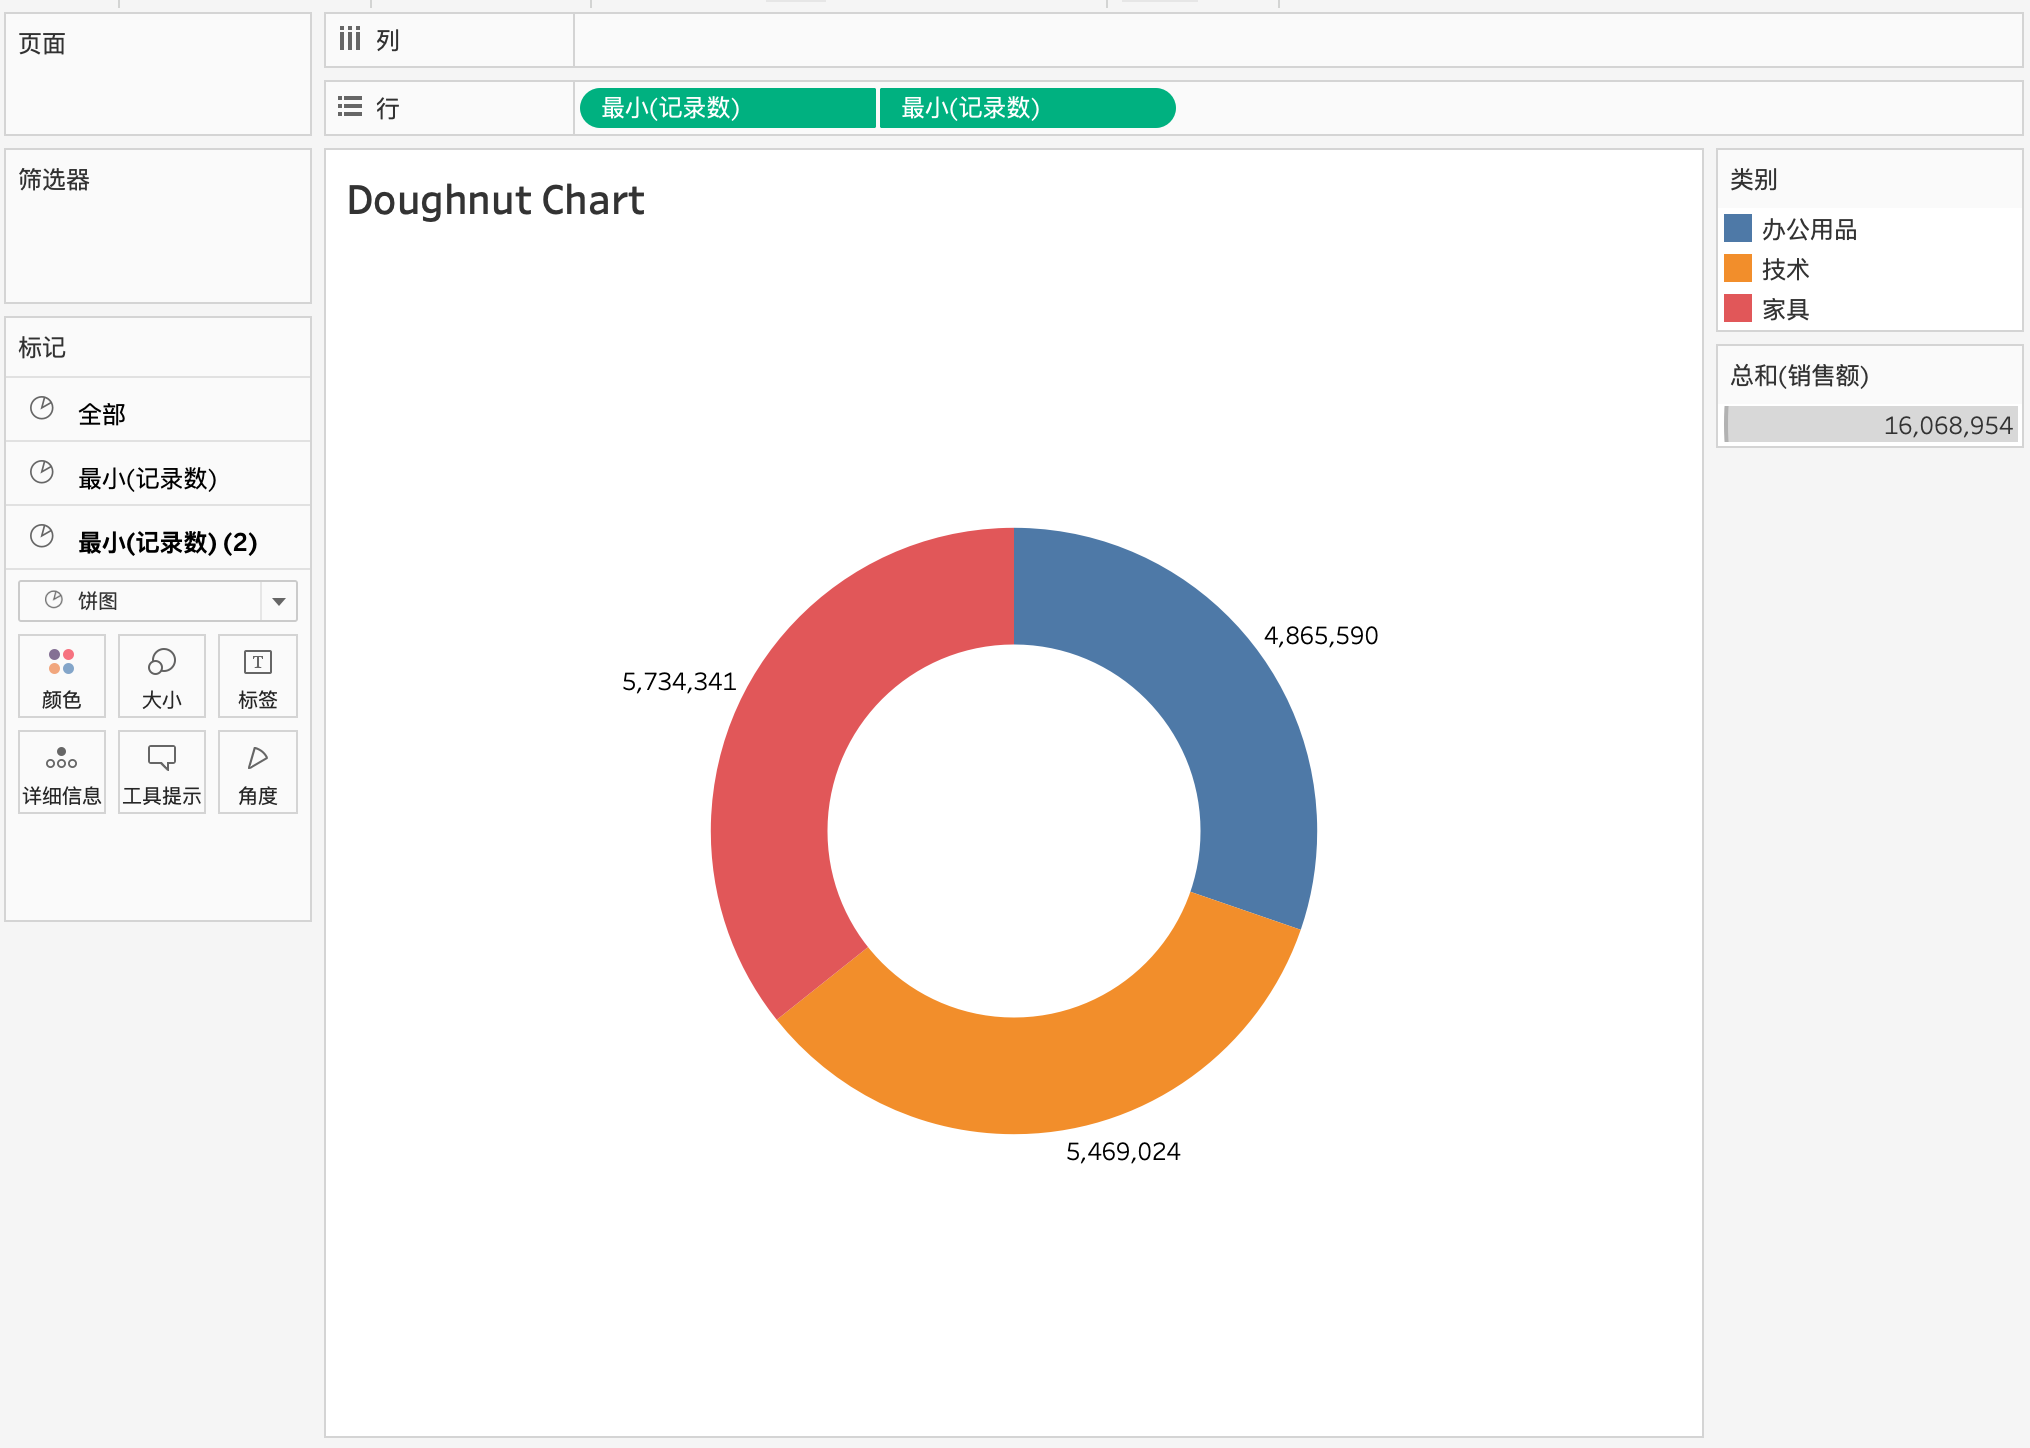 页面
列
行
最小(记录数)
最小(记录数)
筛选器
Doughnut Chart
类别
办公用品
技术
家具
总和(销售额)
16,068,954
标记
全部
最小(记录数)
最小(记录数) (2)
饼图
颜色
大小
标签
T
详细信息
工具提示
角度
4,865,590
5,734,341
5,469,024